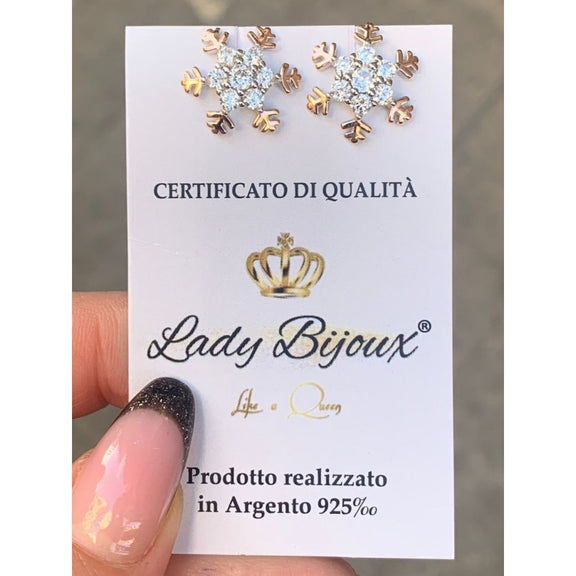 CERTIFICATO DI QUALITÀ
Lady Bijoux®
Like a Queen
Prodotto realizzato
in Argento 925‰